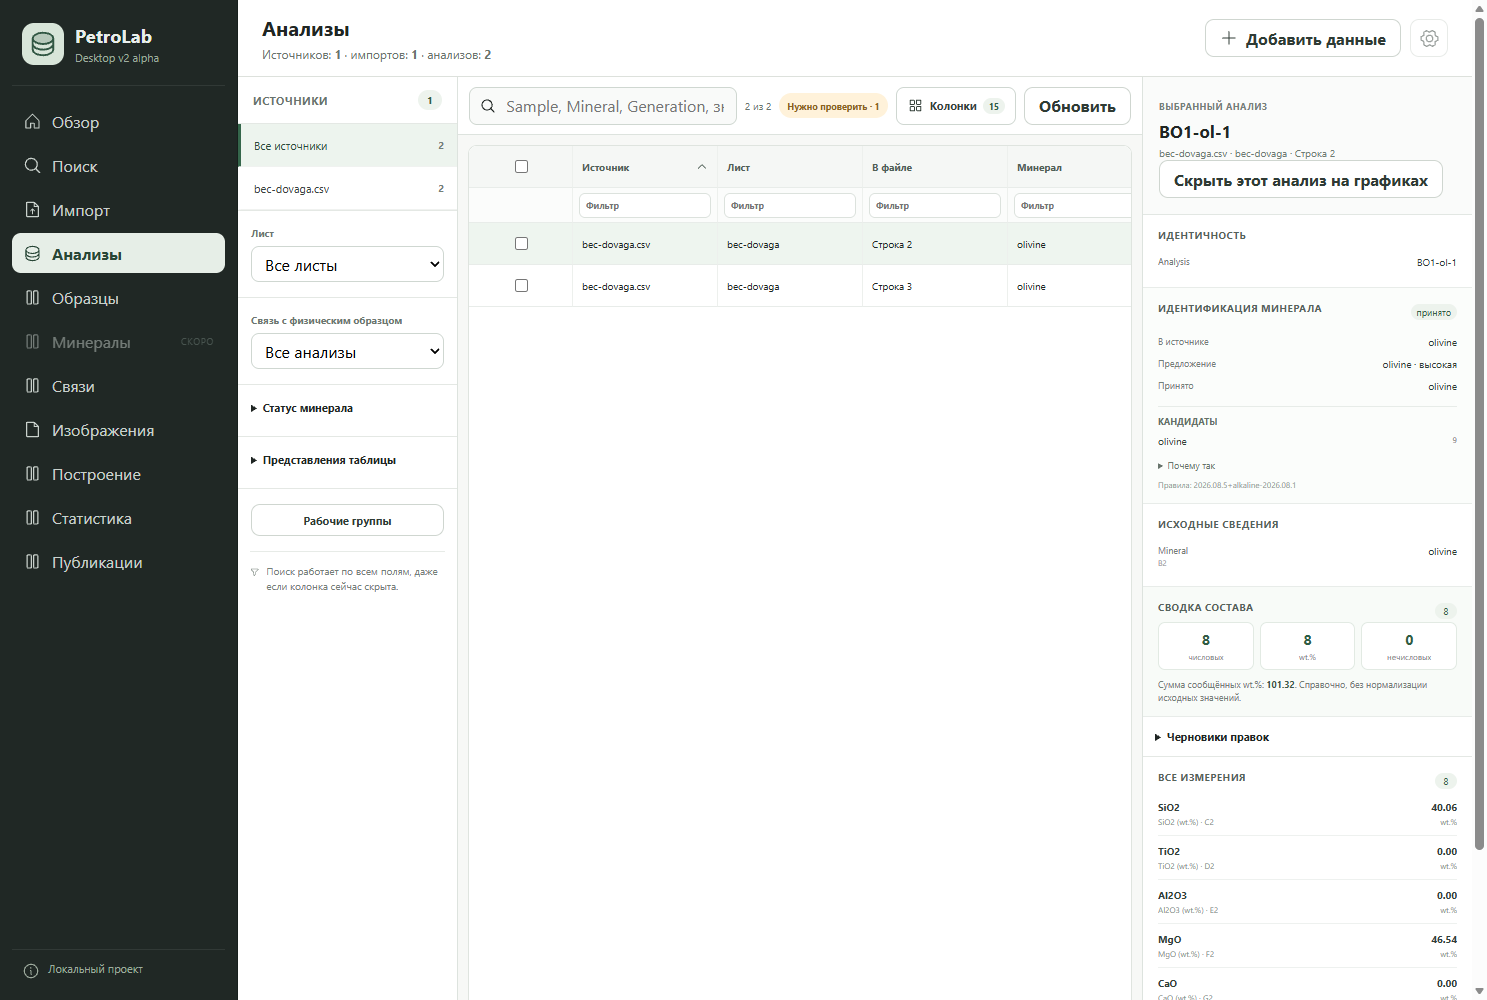 PetroLab
Desktop v2 alpha
Обзор
Поиск
Импорт
Анализы
Образцы
Минералы СКОРО
Связи
Изображения
Построение
Статистика
Публикации
Локальный проект
Анализы
Источников: 1 · импортов: 1 · анализов: 2
Добавить данные
ИСТОЧНИКИ 1
Все источники 2
bec-dovaga.csv 2
Лист
Все листы
Связь с физическим образцом
Все анализы
Статус минерала
Представления таблицы
Рабочие группы
Поиск работает по всем полям, даже
если колонка сейчас скрыта.
Sample, Mineral, Generation, зн
2 из 2
Нужно проверить · 1
Колонки 15
Обновить
Источник Лист В файле Минерал
Фильтр Фильтр Фильтр Фильтр
bec-dovaga.csv bec-dovaga Строка 2 olivine
bec-dovaga.csv bec-dovaga Строка 3 olivine
ВЫБРАННЫЙ АНАЛИЗ
BO1-ol-1
bec-dovaga.csv · bec-dovaga · Строка 2
Скрыть этот анализ на графиках
ИДЕНТИЧНОСТЬ
Analysis BO1-ol-1
ИДЕНТИФИКАЦИЯ МИНЕРАЛА принято
В источнике olivine
Предложение olivine · высокая
Принято olivine
КАНДИДАТЫ
olivine 9
Почему так
Правила: 2026.08.5+alkaline-2026.08.1
ИСХОДНЫЕ СВЕДЕНИЯ
Mineral olivine
B2
СВОДКА СОСТАВА 8
8 8 0
числовых wt.% нечисловых
Сумма сообщённых wt.%: 101.32. Справочно, без нормализации
исходных значений.
Черновики правок
ВСЕ ИЗМЕРЕНИЯ 8
SiO2 40.06
SiO2 (wt.%) · C2 wt.%
TiO2 0.00
TiO2 (wt.%) · D2 wt.%
Al2O3 0.00
Al2O3 (wt.%) · E2 wt.%
MgO 46.54
MgO (wt.%) · F2 wt.%
CaO 0.00
CaO (wt.%) · G2 wt.%